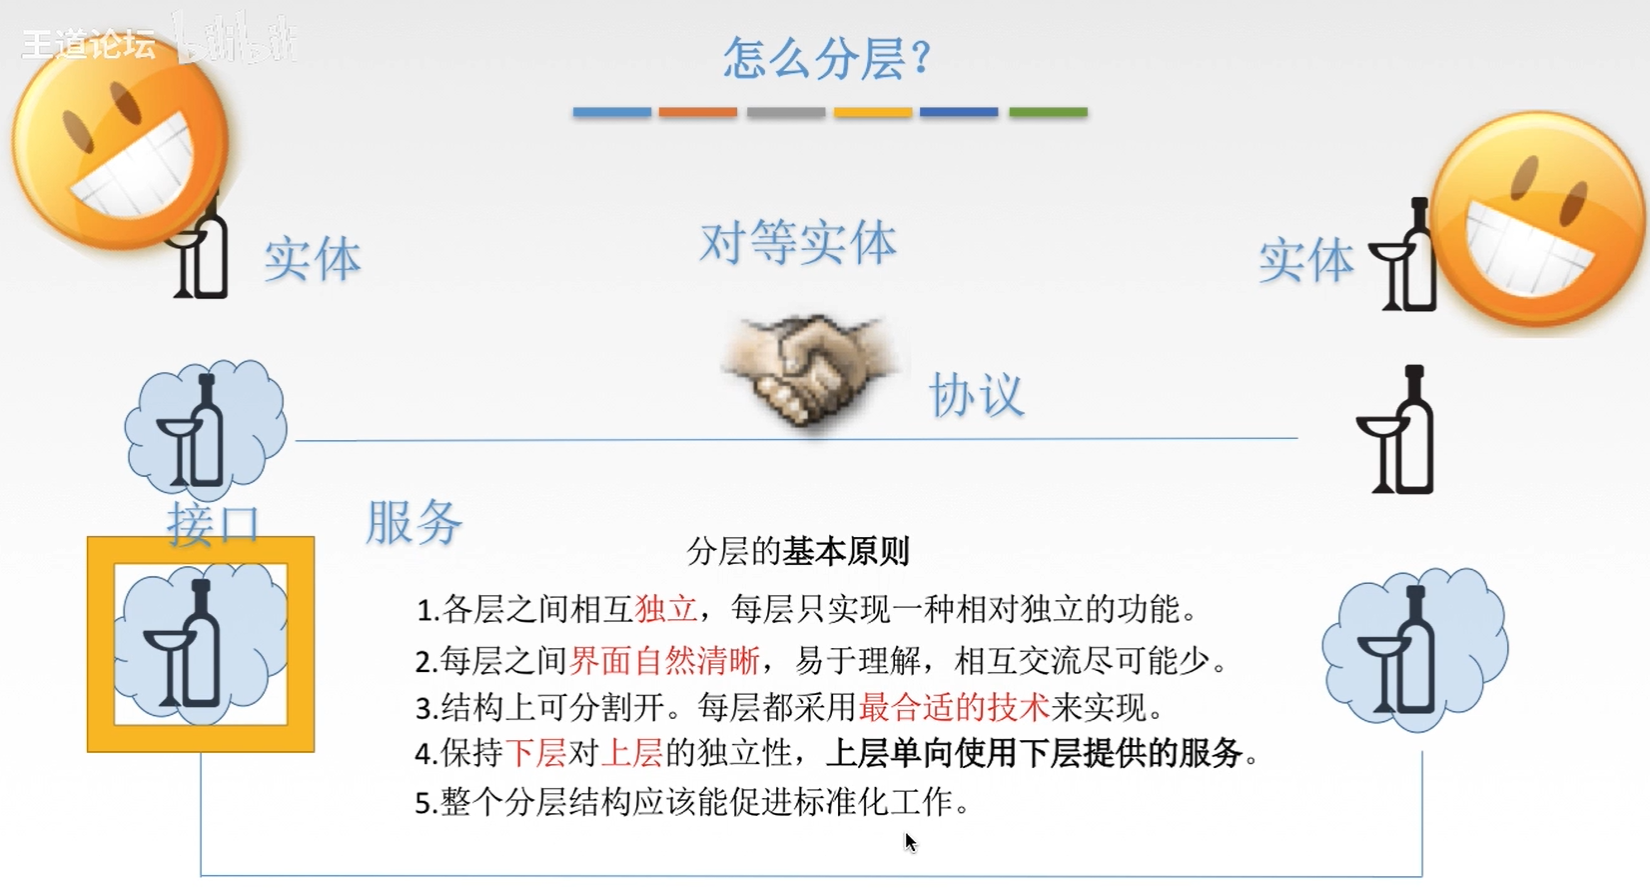 王道论坛 bilibili
怎么分层？
对等实体
实体
实体
协议
接口
服务
分层的基本原则
1.各层之间相互独立，每层只实现一种相对独立的功能。
2.每层之间界面自然清晰，易于理解，相互交流尽可能少。
3.结构上可分割开。每层都采用最合适的技术来实现。
4.保持下层对上层的独立性，上层单向使用下层提供的服务。
5.整个分层结构应该能促进标准化工作。